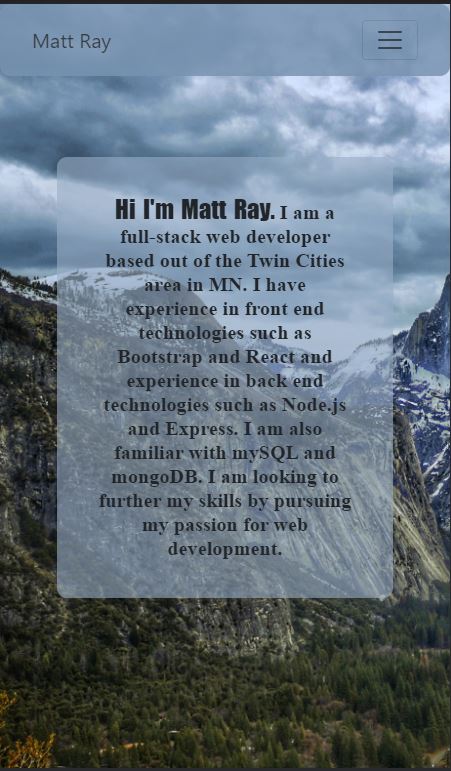 Matt Ray
Hi I'm Matt Ray. I am a
full-stack web developer
based out of the Twin Cities
area in MN. I have
experience in front end
technologies such as
Bootstrap and React and
experience in back end
technologies such as Node.js
and Express. I am also
familiar with mySQL and
mongoDB. I am looking to
further my skills by pursuing
my passion for web
development.